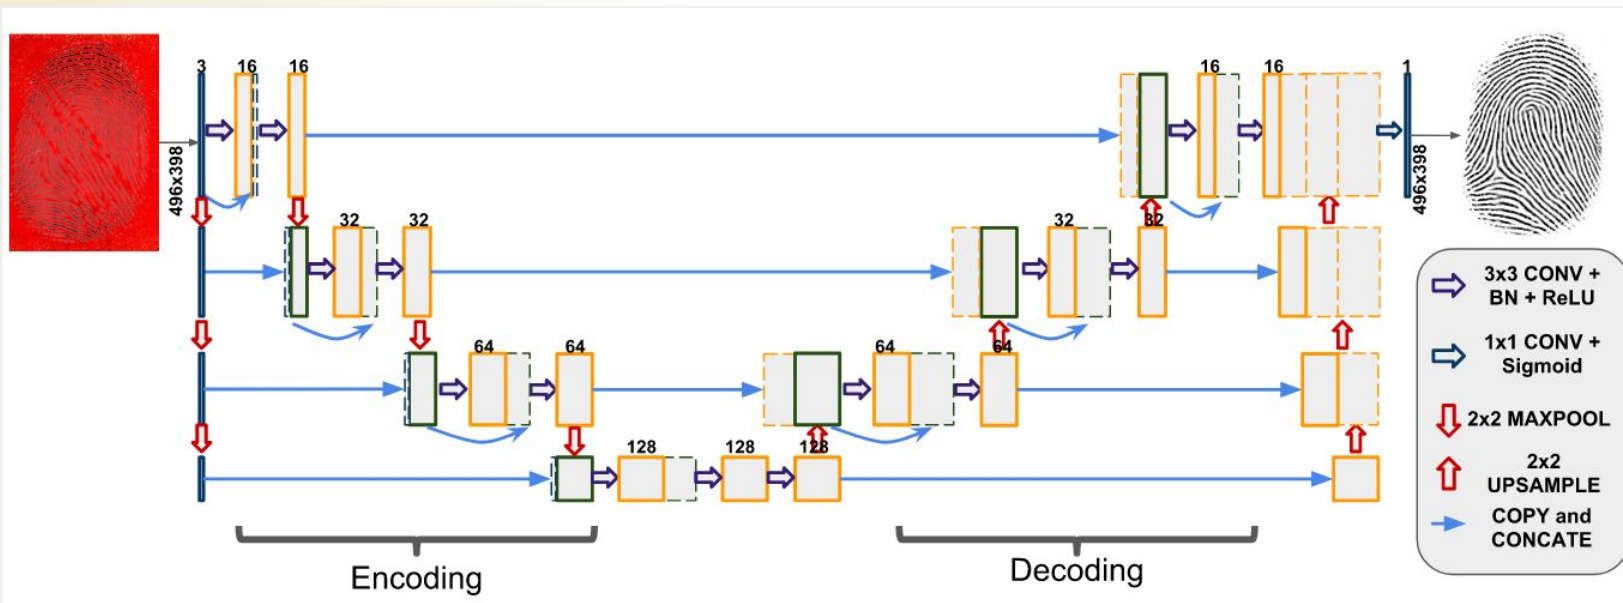 3 16 16 16 16 1
496x398 496x398
32 32 32 32
64 64 64 64
128 128 128
Encoding
Decoding
3x3 CONV +
BN + ReLU
1x1 CONV +
Sigmoid
2x2 MAXPOOL
2x2
UPSAMPLE
COPY and
CONCATE